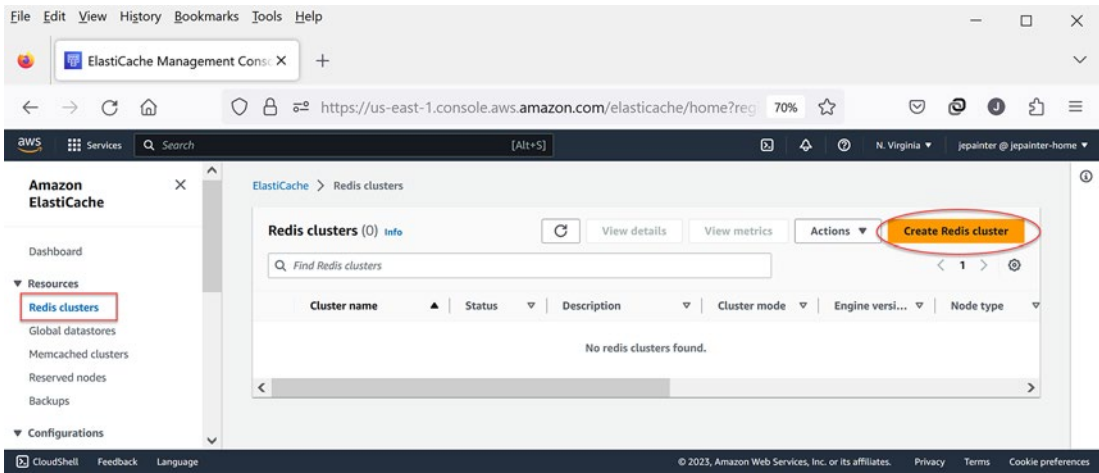 File Edit View History Bookmarks Tools Help
ElastiCache Management Cons
https://us-east-1.console.aws.amazon.com/elasticache/home?reg 70%
aws Services Search [Alt+S] N. Virginia ▼ jepainter @ jepainter-home ▼
Amazon ElastiCache
Dashboard
▼ Resources
Redis clusters
Global datastores
Memcached clusters
Reserved nodes
Backups
▼ Configurations
ElastiCache > Redis clusters
Redis clusters (0) Info View details View metrics Actions ▼ Create Redis cluster
Find Redis clusters < 1 >
Cluster name ▲ Status ▽ Description ▽ Cluster mode ▽ Engine versi... ▽ Node type ▽
No redis clusters found.
CloudShell Feedback Language © 2023, Amazon Web Services, Inc. or its affiliates. Privacy Terms Cookie preferences